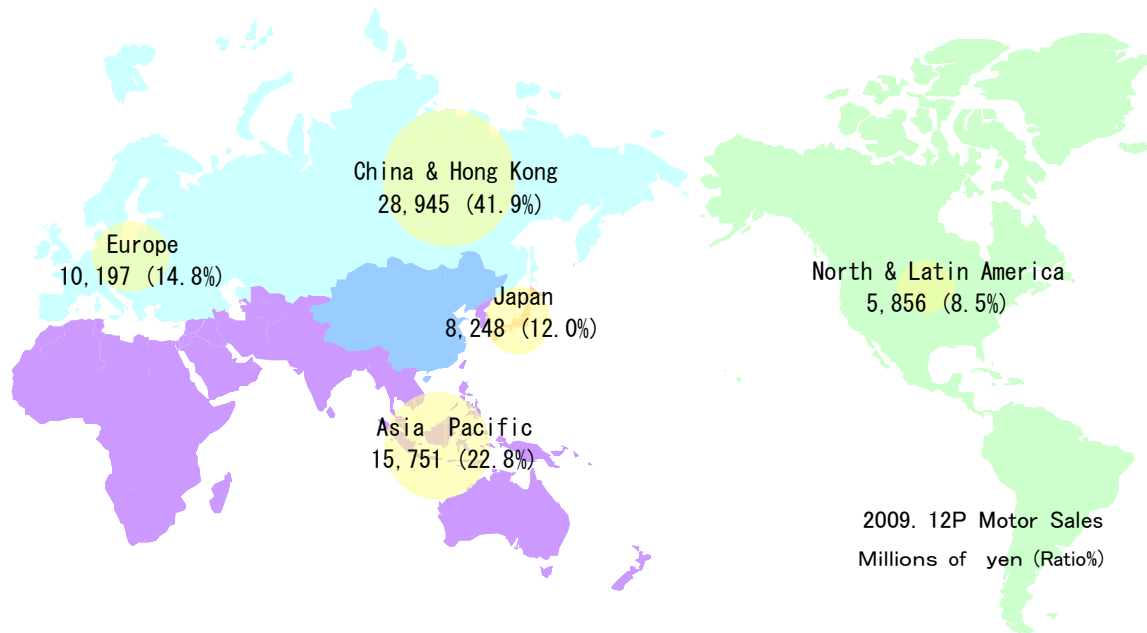 China & Hong Kong
28,945 (41.9%)
Europe
10,197 (14.8%)
Japan
8,248 (12.0%)
North & Latin America
5,856 (8.5%)
Asia Pacific
15,751 (22.8%)
2009. 12P Motor Sales
Millions of yen (Ratio%)